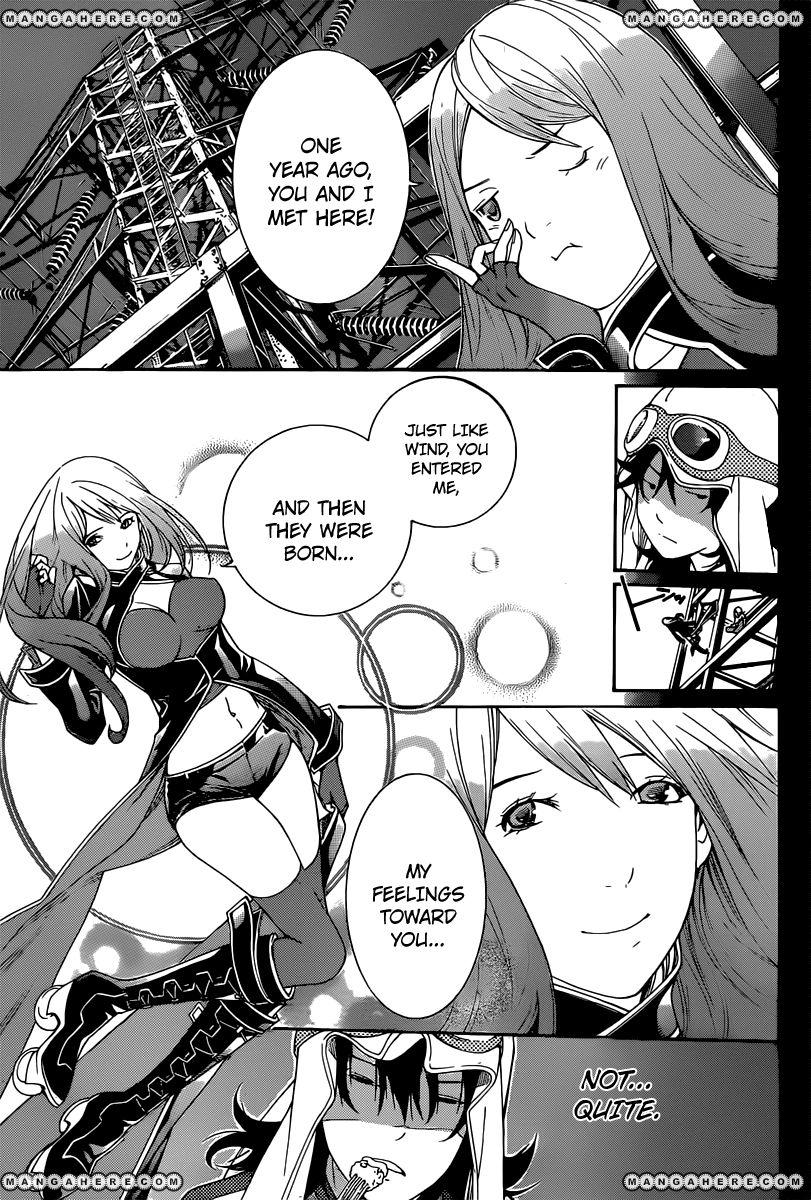 MANGAHERE.COM
MANGAHERE.COM
ONE
YEAR AGO,
YOU AND I
MET HERE!
JUST LIKE
WIND, YOU
ENTERED
ME,
AND THEN
THEY WERE
BORN...
MY
FEELINGS
TOWARD
YOU...
NOT...
QUITE.
MANGAHERE.COM
MANGAHERE.COM